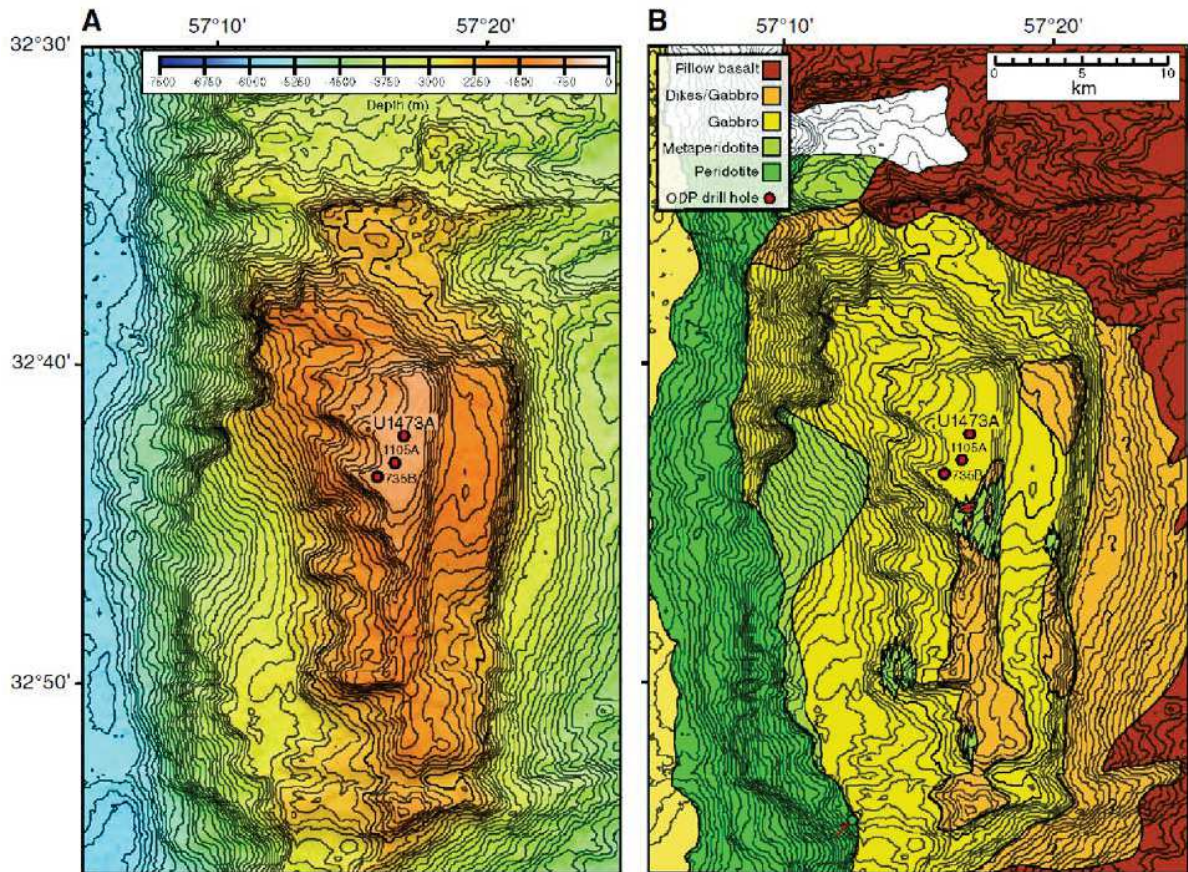 A
57°10'
57°20'
32°30'
7500 6750 6000 5250 4500 3750 3000 2250 1500 750 0
Depth (m)
32°40'
U1473A
1105A
735B
32°50'
B
57°10'
57°20'
Pillow basalt
Dikes/Gabbro
Gabbro
Metaperidotite
Peridotite
ODP drill hole
0 5 10
km
U1473A
1105A
735B
?
?